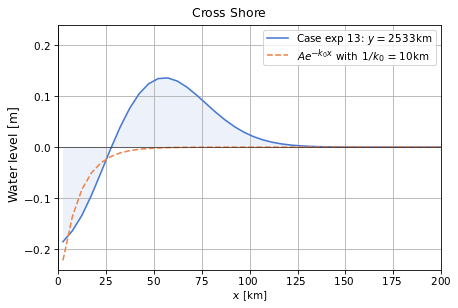 Cross Shore
Case exp 13: y = 2533km
Ae^{-k_0x} with 1/k_0 = 10km
Water level [m]
0.2
0.1
0.0
−0.1
−0.2
0 25 50 75 100 125 150 175 200
x [km]